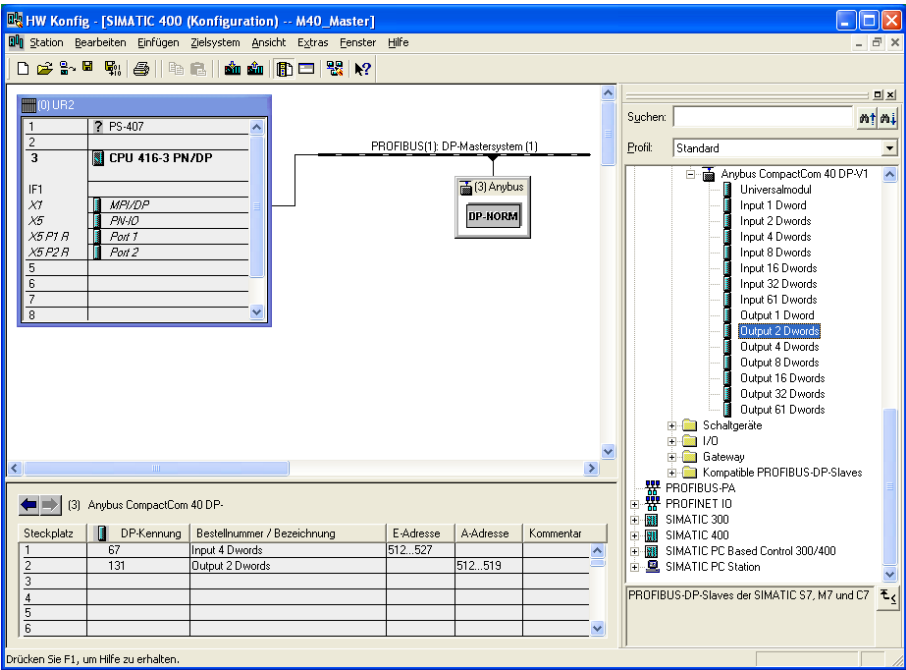 HW Konfig - [SIMATIC 400 (Konfiguration) -- M40_Master]
Station Bearbeiten Einfügen Zielsystem Ansicht Extras Fenster Hilfe
(0) UR2
1 ? PS-407
2
3 CPU 416-3 PN/DP
IF1
X1 MPI/DP
X5 PN-IO
X5 P1 R Port 1
X5 P2 R Port 2
5
6
7
8
PROFIBUS(1): DP-Mastersystem (1)
(3) Anybus
DP-NORM
Suchen:
Profil: Standard
Anybus CompactCom 40 DP-V1
Universalmodul
Input 1 Dword
Input 2 Dwords
Input 4 Dwords
Input 8 Dwords
Input 16 Dwords
Input 32 Dwords
Input 61 Dwords
Output 1 Dword
Output 2 Dwords
Output 4 Dwords
Output 8 Dwords
Output 16 Dwords
Output 32 Dwords
Output 61 Dwords
Schaltgeräte
I/O
Gateway
Kompatible PROFIBUS-DP-Slaves
PROFIBUS-PA
PROFINET IO
SIMATIC 300
SIMATIC 400
SIMATIC PC Based Control 300/400
SIMATIC PC Station
PROFIBUS-DP-Slaves der SIMATIC S7, M7 und C7
(3) Anybus CompactCom 40 DP-
Steckplatz DP-Kennung Bestellnummer / Bezeichnung E-Adresse A-Adresse Kommentar
1 67 Input 4 Dwords 512...527
2 131 Output 2 Dwords 512...519
3
4
5
6
Drücken Sie F1, um Hilfe zu erhalten.